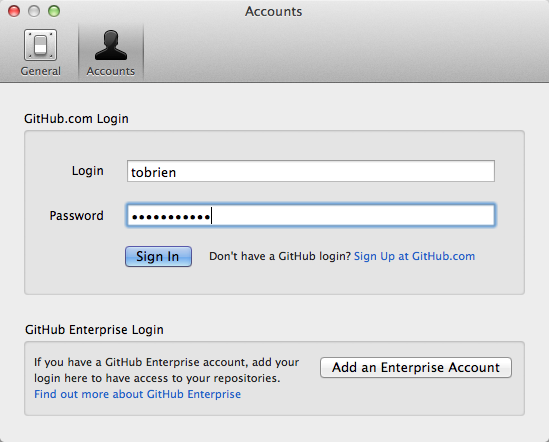 Accounts
General
Accounts
GitHub.com Login
Login
tobrien
Password
•••••••••••
Sign In
Don't have a GitHub login? Sign Up at GitHub.com
GitHub Enterprise Login
If you have a GitHub Enterprise account, add your
login here to have access to your repositories.
Find out more about GitHub Enterprise
Add an Enterprise Account